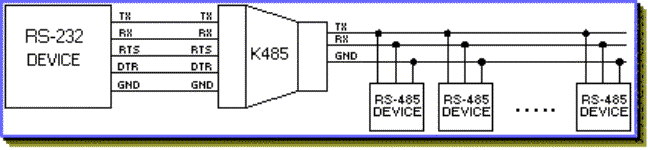 RS-232
DEVICE
TX TX
RX RX
RTS RTS
DTR DTR
GND GND
K485
TX
RX
GND
RS-485
DEVICE
RS-485
DEVICE
.....
RS-485
DEVICE